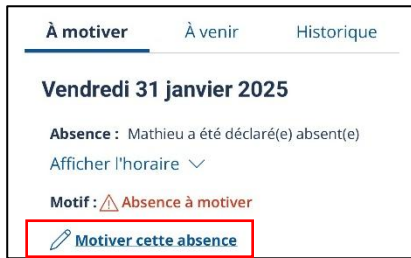 À motiver À venir Historique
Vendredi 31 janvier 2025
Absence : Mathieu a été déclaré(e) absent(e)
Afficher l'horaire
Motif : Absence à motiver
Motiver cette absence